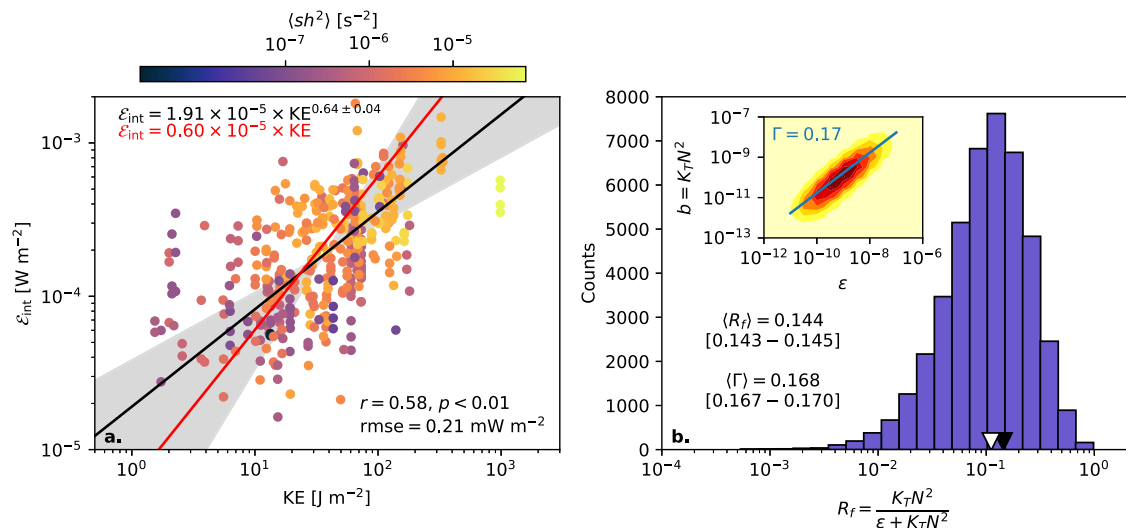 ⟨sh²⟩ [s⁻²]
10⁻⁷ 10⁻⁶ 10⁻⁵
ℰ_int = 1.91 × 10⁻⁵ × KE^0.64 ± 0.04
ℰ_int = 0.60 × 10⁻⁵ × KE
10⁻³
10⁻⁴
10⁻⁵
ℰ_int [W m⁻²]
r = 0.58, p < 0.01
rmse = 0.21 mW m⁻²
a.
10⁰ 10¹ 10² 10³
KE [J m⁻²]
8000
7000
6000
5000
4000
3000
2000
1000
0
Counts
10⁻⁷
10⁻⁹
10⁻¹¹
10⁻¹³
b = K_T N²
Γ = 0.17
10⁻¹² 10⁻¹⁰ 10⁻⁸ 10⁻⁶
ε
⟨R_f⟩ = 0.144
[0.143 − 0.145]
⟨Γ⟩ = 0.168
[0.167 − 0.170]
b.
10⁻⁴ 10⁻³ 10⁻² 10⁻¹ 10⁰
R_f = K_T N² / ε + K_T N²